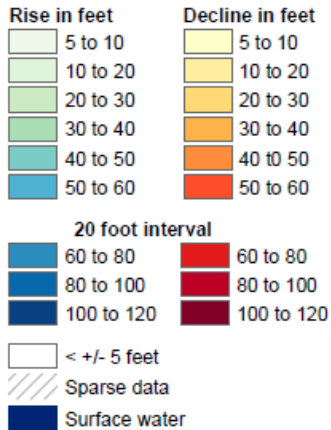 Rise in feet
5 to 10
10 to 20
20 to 30
30 to 40
40 to 50
50 to 60
Decline in feet
5 to 10
10 to 20
20 to 30
30 to 40
40 t0 50
50 to 60
20 foot interval
60 to 80
80 to 100
100 to 120
60 to 80
80 to 100
100 to 120
< +/- 5 feet
Sparse data
Surface water